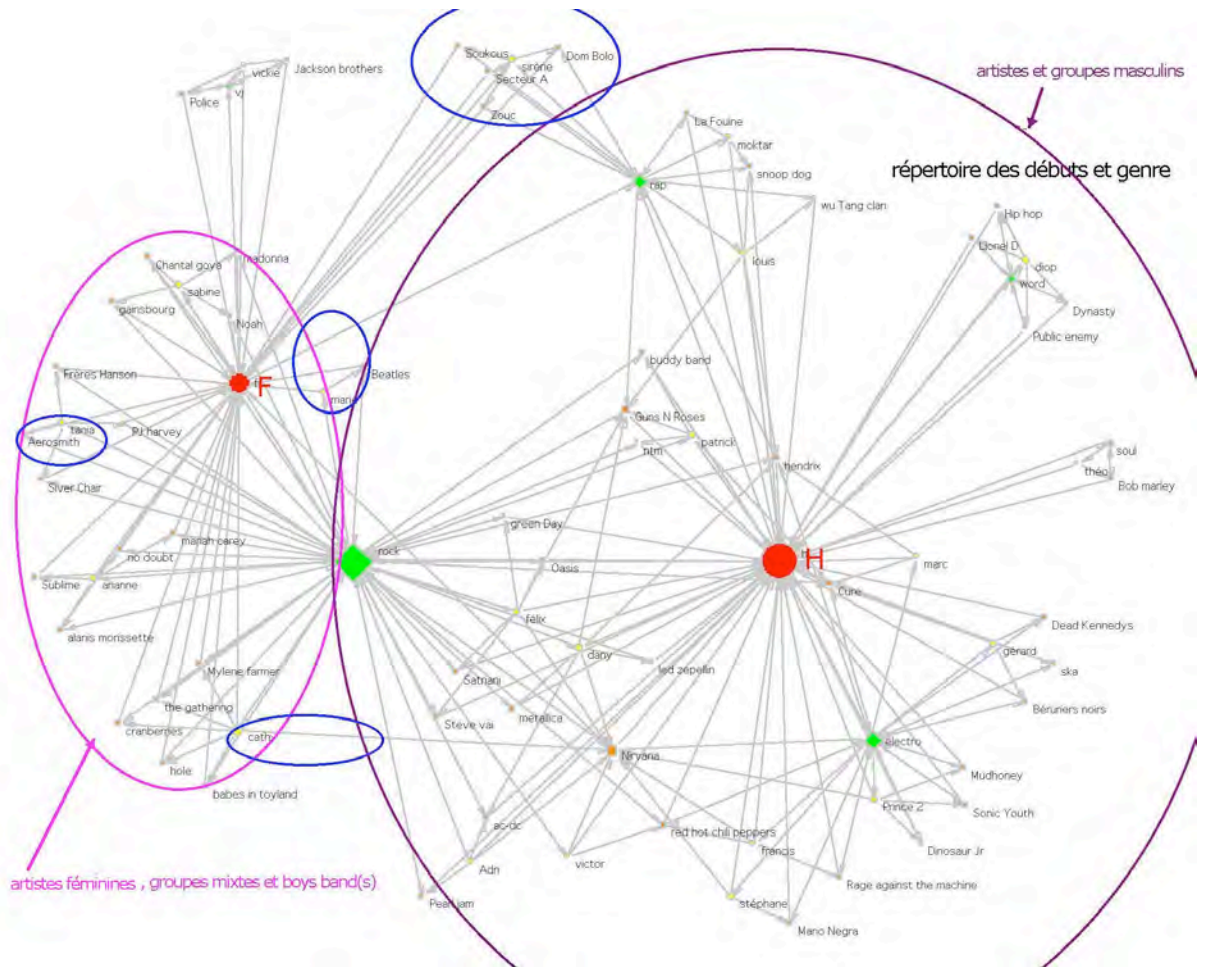 Soukous
sirène
Dom Bolo
vickie
Jackson brothers
Secteur A
artistes et groupes masculins
vj
Police
Zouc
La Fouine
moktar
répertoire des débuts et genre
snoop dog
rap
wu Tang clan
Hip hop
Lionel D
madonna
Chantal goya
louis
diop
word
sabine
gainsbourg
Dynasty
Noah
Public enemy
buddy band
Frères Hanson
Beatles
F
marie
Guns N Roses
tania
PJ harvey
Aerosmith
ntm
patrick
soul
hendrix
théo
Silver Chair
Bob marley
green Day
mariah carey
no doubt
rock
H
Oasis
marc
Sublime
arianne
Cure
félix
Dead Kennedys
alanis morissette
dany
gérard
led zepellin
ska
Mylene farmer
Satriani
the gathering
Béruriers noirs
metallica
Steve vai
cranberries
cath
électro
Nirvana
hole
Mudhoney
babes in toyland
Prince 2
Sonic Youth
ac-dc
red hot chili peppers
Dinosaur Jr
francis
victor
Adn
artistes féminines , groupes mixtes et boys band(s)
Rage against the machine
Pearl jam
stéphane
Mano Negra